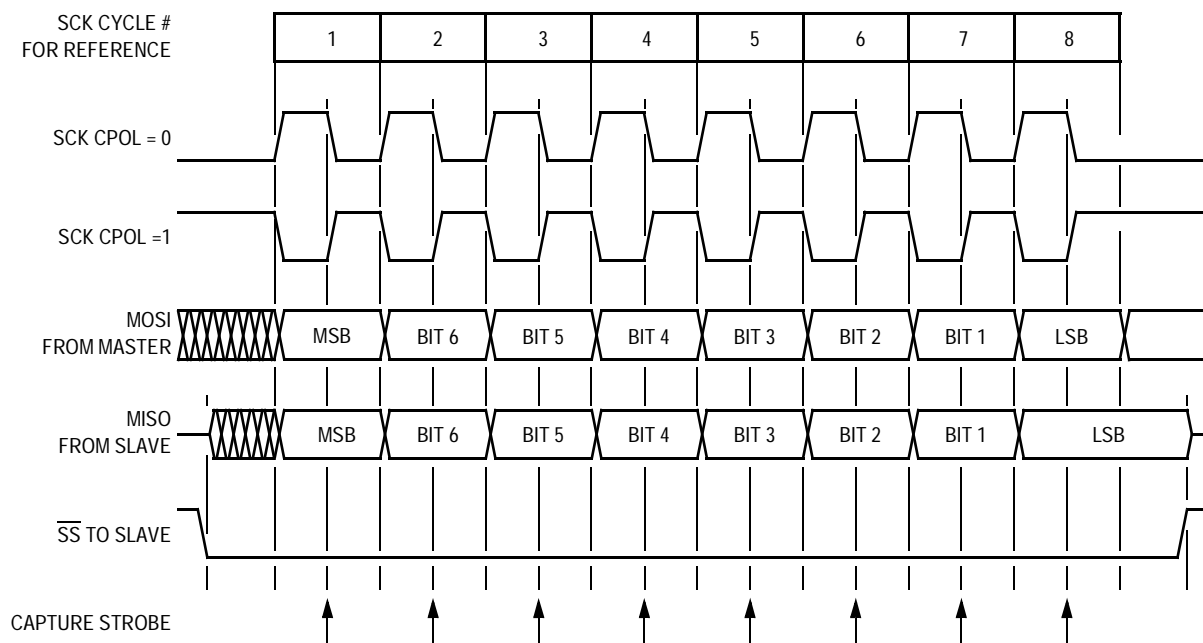 SCK CYCLE #
FOR REFERENCE
1 2 3 4 5 6 7 8
SCK CPOL = 0
SCK CPOL =1
MOSI
FROM MASTER
MSB BIT 6 BIT 5 BIT 4 BIT 3 BIT 2 BIT 1 LSB
MISO
FROM SLAVE
MSB BIT 6 BIT 5 BIT 4 BIT 3 BIT 2 BIT 1 LSB
S̅S̅ TO SLAVE
CAPTURE STROBE